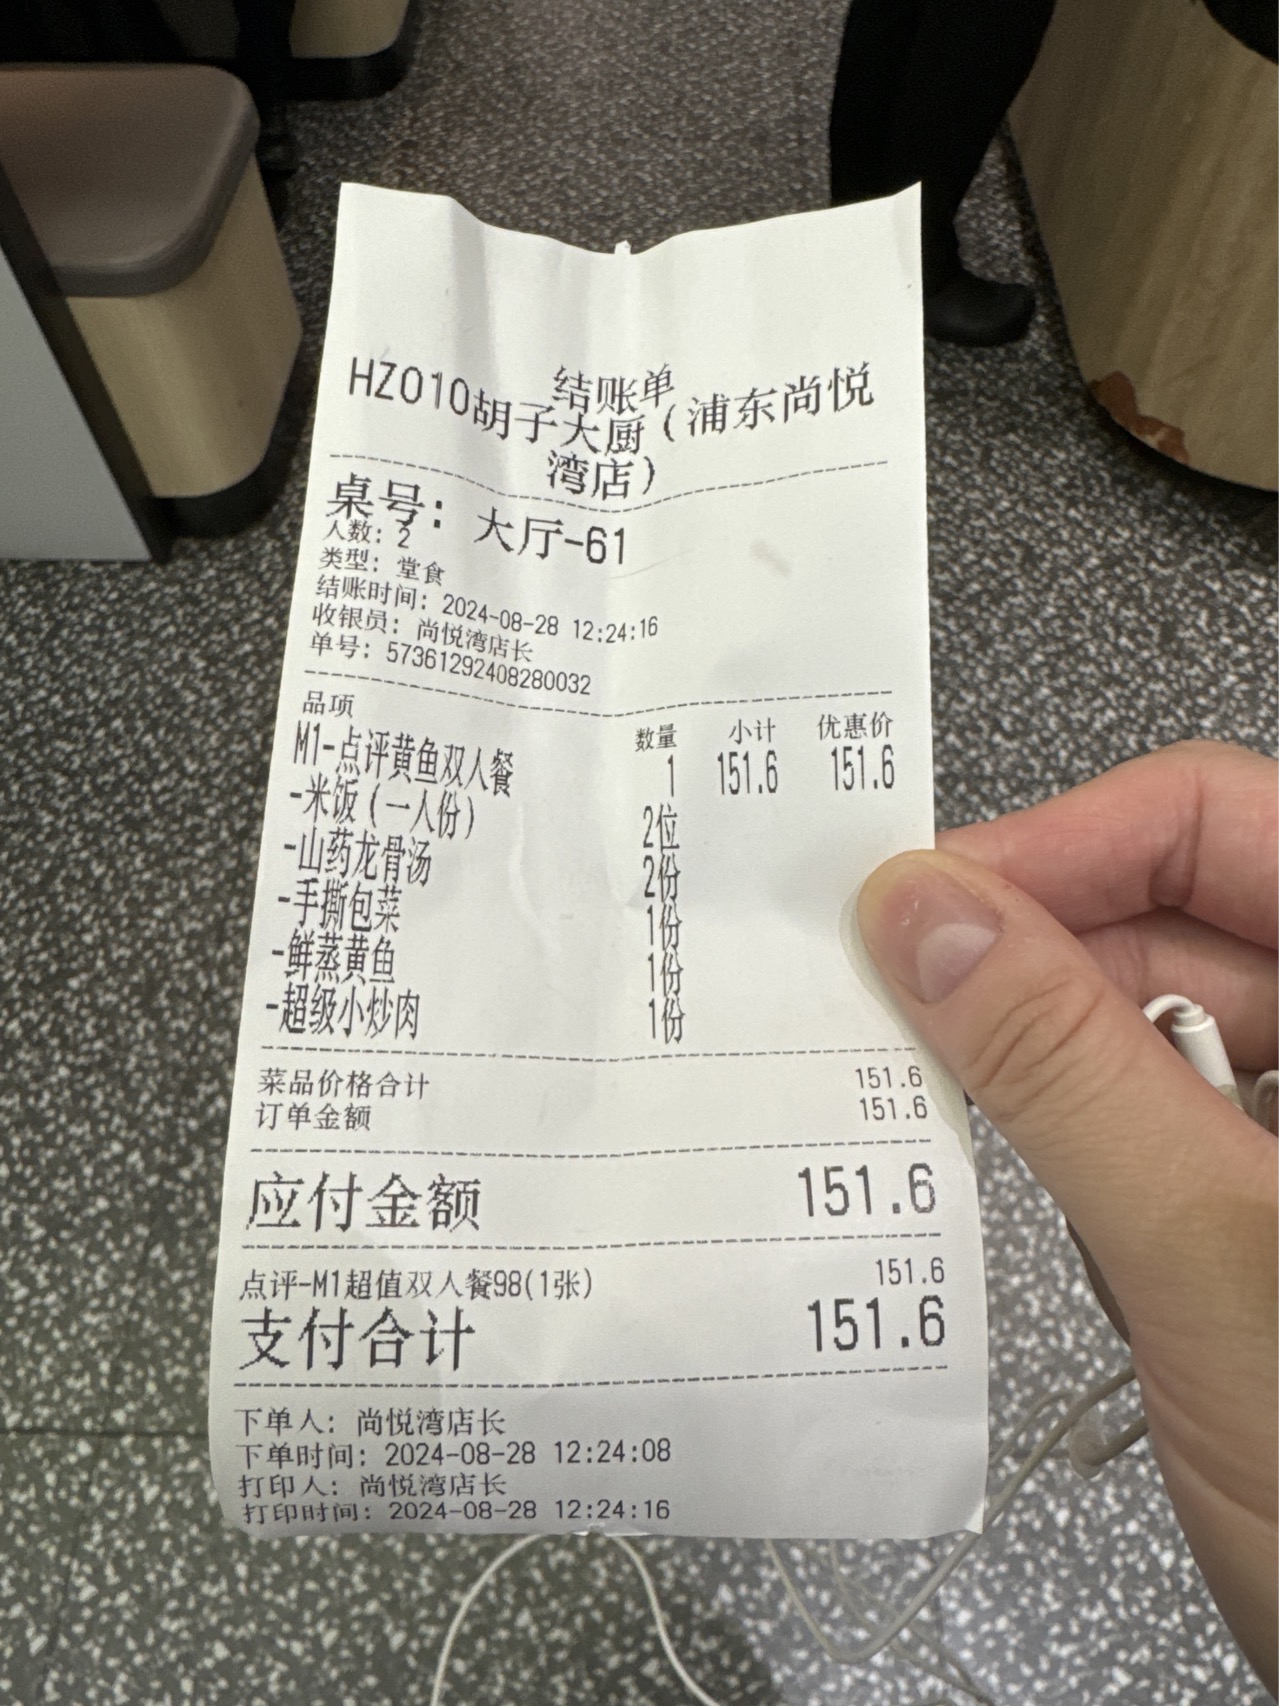 结账单
HZ010胡子大厨（浦东尚悦
湾店）
桌号：大厅-61
人数：2
类型：堂食
结账时间：2024-08-28 12:24:16
收银员：尚悦湾店长
单号：57361292408280032
品项 数量 小计 优惠价
M1-点评黄鱼双人餐 1 151.6 151.6
-米饭（一人份） 2位
-山药龙骨汤 2份
-手撕包菜 1份
-鲜蒸黄鱼 1份
-超级小炒肉 1份
菜品价格合计 151.6
订单金额 151.6
应付金额 151.6
点评-M1超值双人餐98(1张) 151.6
支付合计 151.6
下单人：尚悦湾店长
下单时间：2024-08-28 12:24:08
打印人：尚悦湾店长
打印时间：2024-08-28 12:24:16